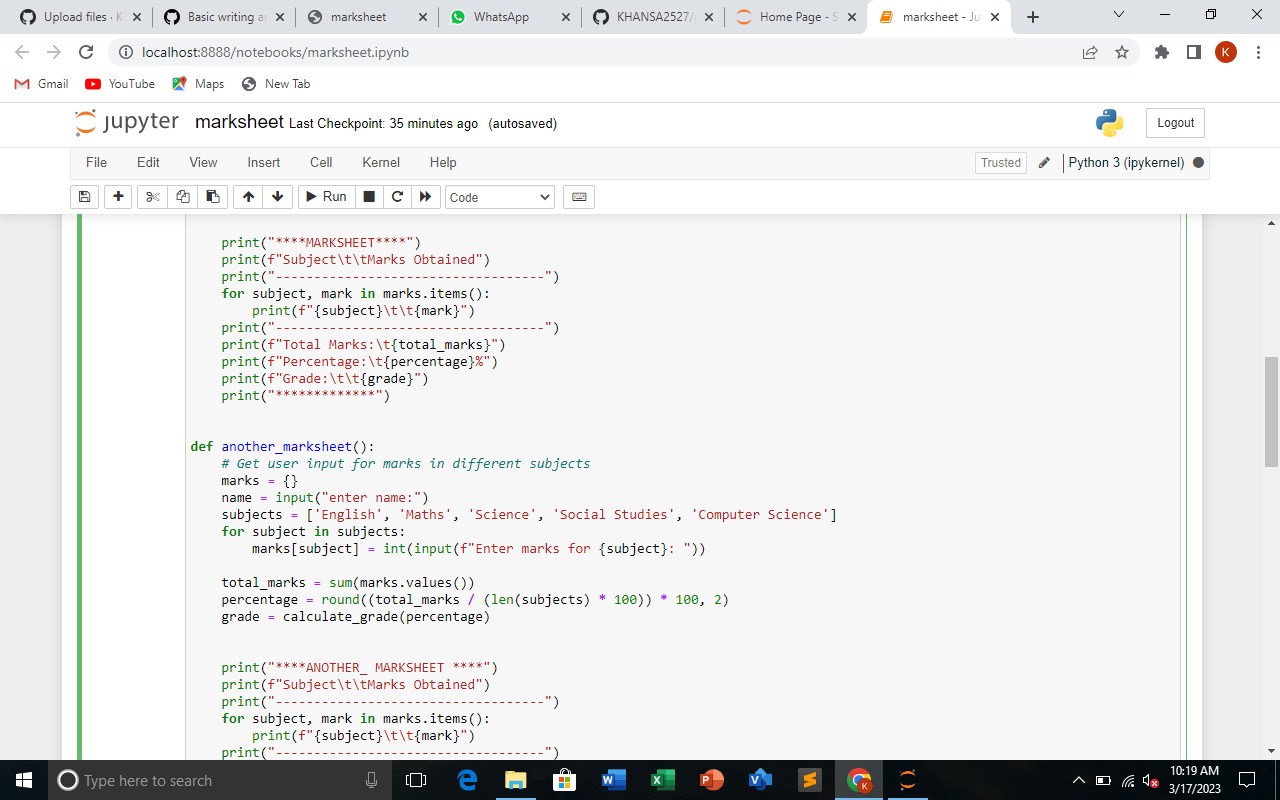 Upload files · K
Basic writing a
marksheet
WhatsApp
KHANSA2527/
Home Page - S
marksheet - Ju
localhost:8888/notebooks/marksheet.ipynb
K
Gmail
YouTube
Maps
New Tab
jupyter marksheet Last Checkpoint: 35 minutes ago (autosaved)
Logout
File Edit View Insert Cell Kernel Help
Trusted
Python 3 (ipykernel)
Run
Code
print("****MARKSHEET****")
print(f"Subject\t\tMarks Obtained")
print("-----------------------------------")
for subject, mark in marks.items():
print(f"{subject}\t\t{mark}")
print("-----------------------------------")
print(f"Total Marks:\t{total_marks}")
print(f"Percentage:\t{percentage}%")
print(f"Grade:\t\t{grade}")
print("*************")
def another_marksheet():
# Get user input for marks in different subjects
marks = {}
name = input("enter name:")
subjects = ['English', 'Maths', 'Science', 'Social Studies', 'Computer Science']
for subject in subjects:
marks[subject] = int(input(f"Enter marks for {subject}: "))
total_marks = sum(marks.values())
percentage = round((total_marks / (len(subjects) * 100)) * 100, 2)
grade = calculate_grade(percentage)
print("****ANOTHER_ MARKSHEET ****")
print(f"Subject\t\tMarks Obtained")
print("-----------------------------------")
for subject, mark in marks.items():
print(f"{subject}\t\t{mark}")
print("-----------------------------------")
Type here to search
10:19 AM
3/17/2023